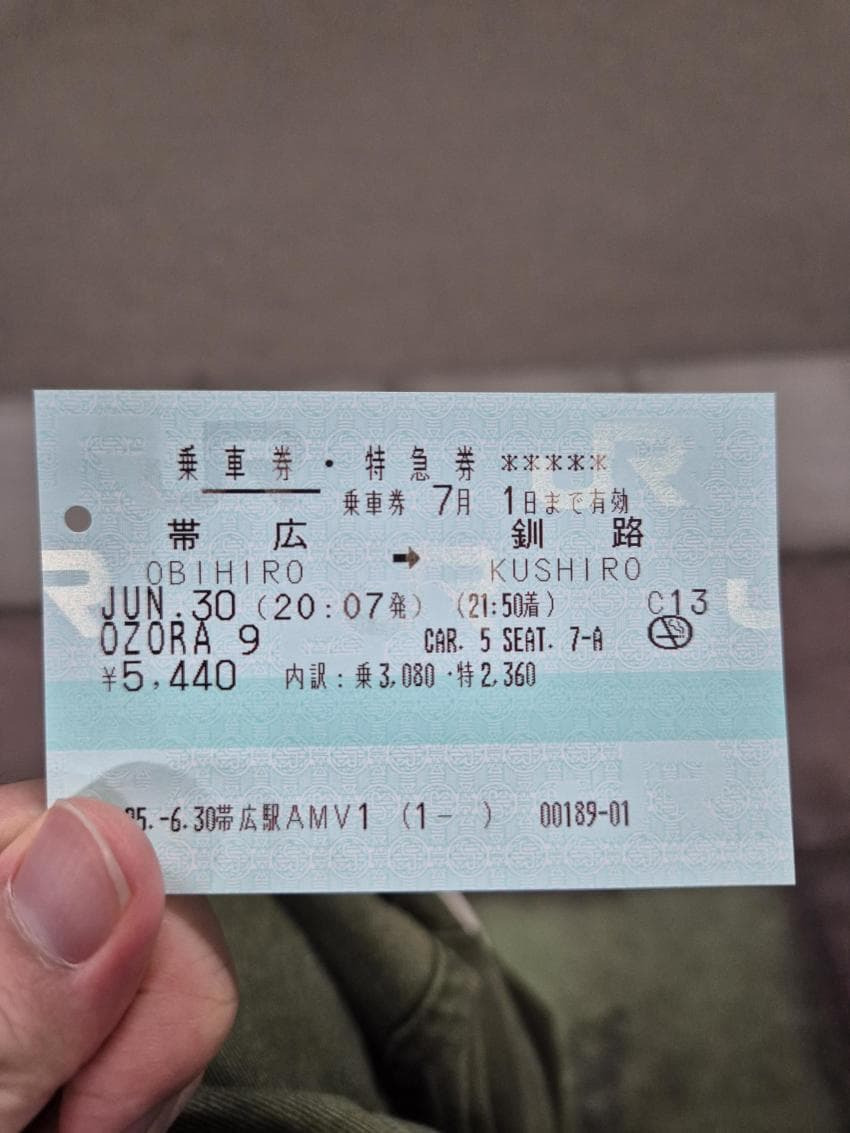 乗車券・特急券 *****
乗車券 7月 1日まで有効
帯広 ➡ 釧路
OBIHIRO KUSHIRO
JUN.30 (20:07発) (21:50着) C13
OZORA 9 CAR. 5 SEAT. 7-A
¥5,440 内訳:乗3,080・特2,360
25.-6.30帯広駅AMV1 (1- ) 00189-01